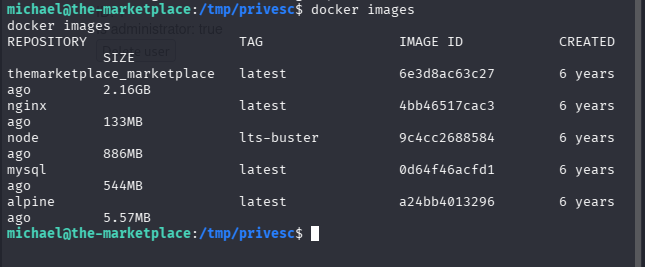 michael@the-marketplace:/tmp/privesc$ docker images
docker images
administrator: true
REPOSITORY TAG IMAGE ID CREATED
SIZE
user
themarketplace_marketplace latest 6e3d8ac63c27 6 years
ago 2.16GB
nginx latest 4bb46517cac3 6 years
ago 133MB
node lts-buster 9c4cc2688584 6 years
ago 886MB
mysql latest 0d64f46acfd1 6 years
ago 544MB
alpine latest a24bb4013296 6 years
ago 5.57MB
michael@the-marketplace:/tmp/privesc$